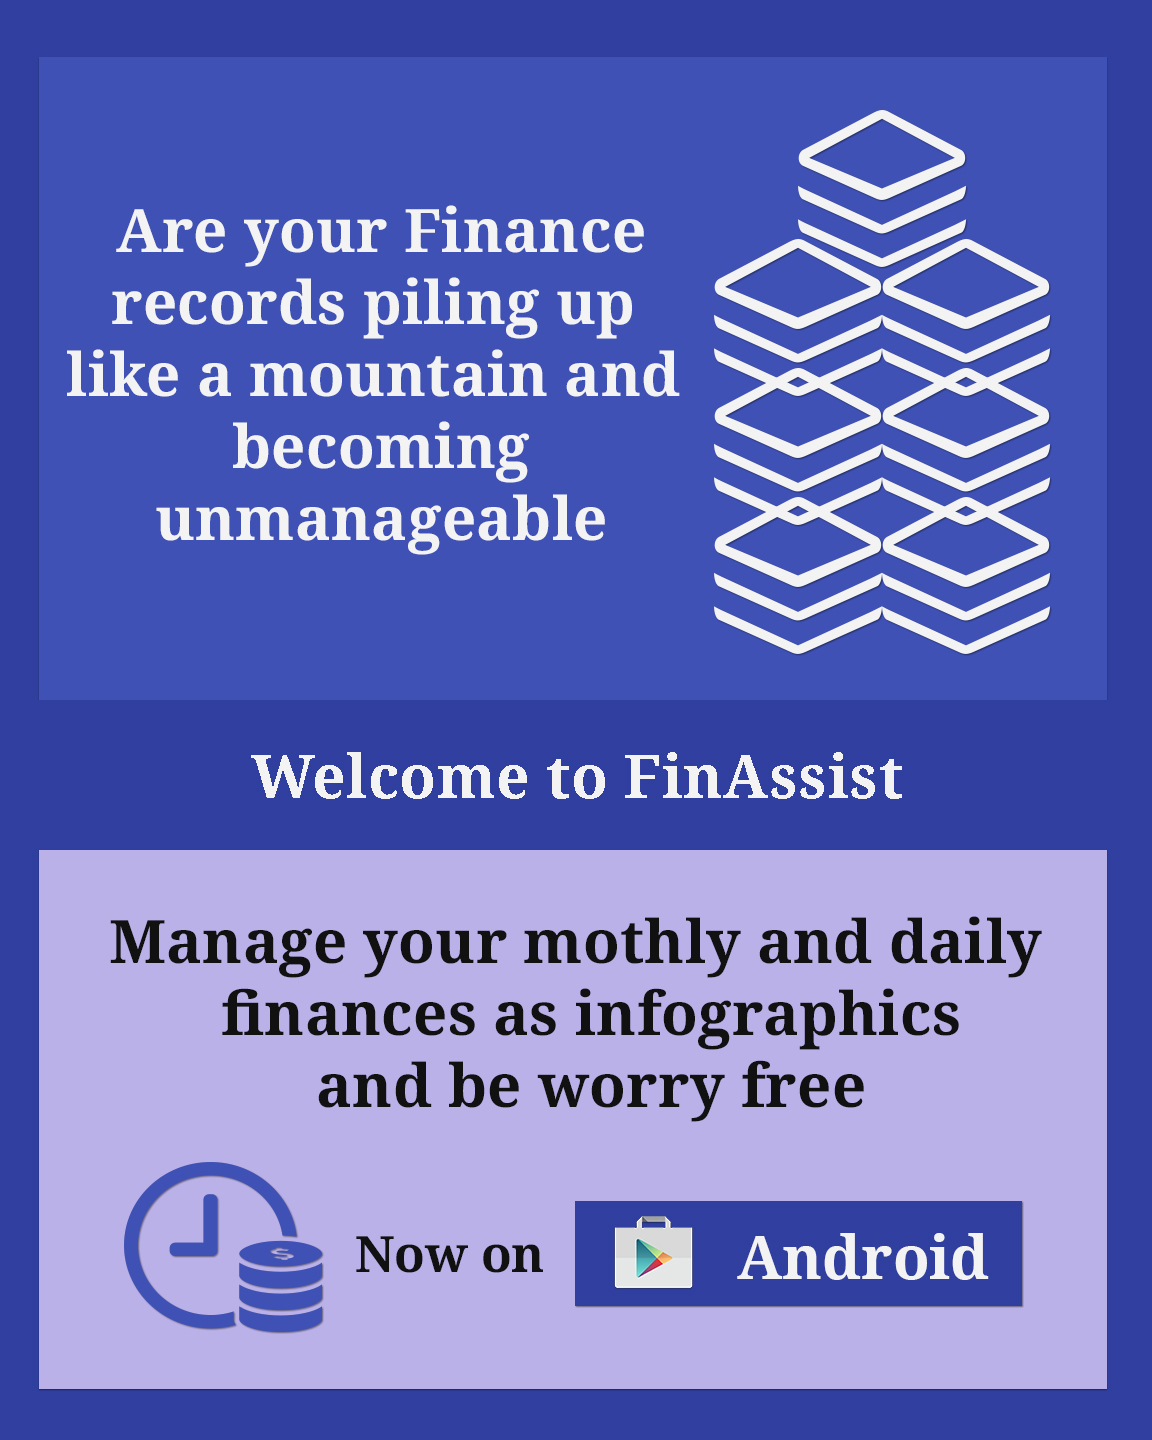 Are your Finance
records piling up
like a mountain and
becoming
unmanageable
Welcome to FinAssist
Manage your mothly and daily
finances as infographics
and be worry free
$
Now on
Android